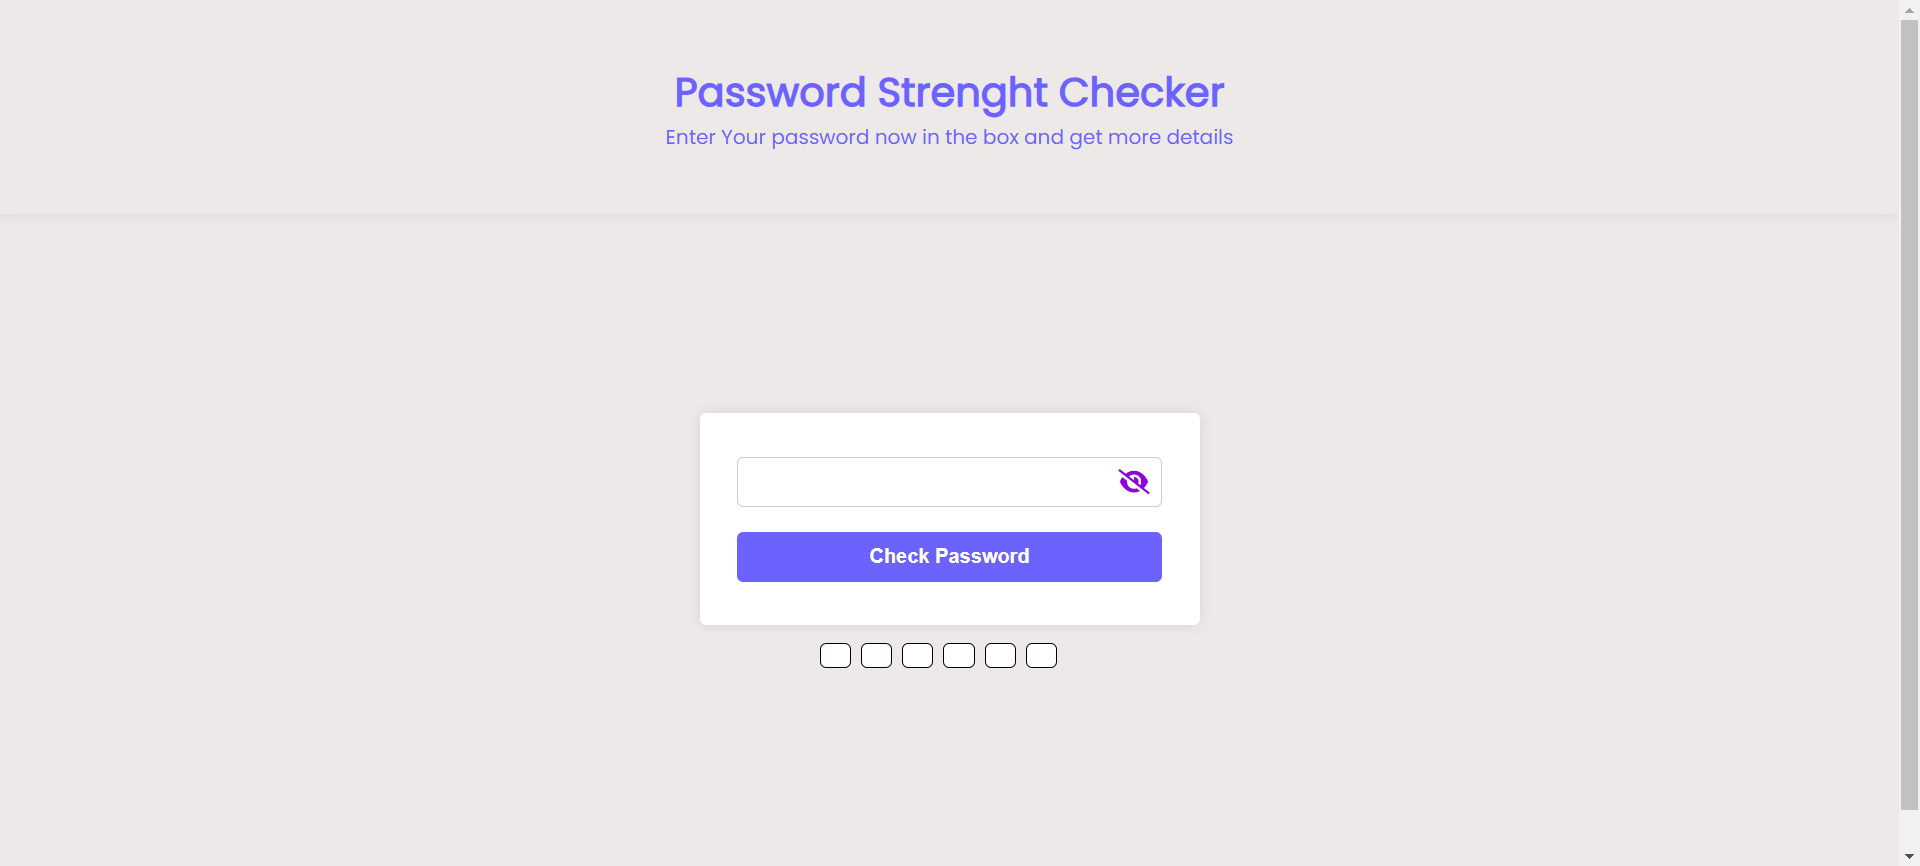 Password Strenght Checker
Enter Your password now in the box and get more details
Check Password